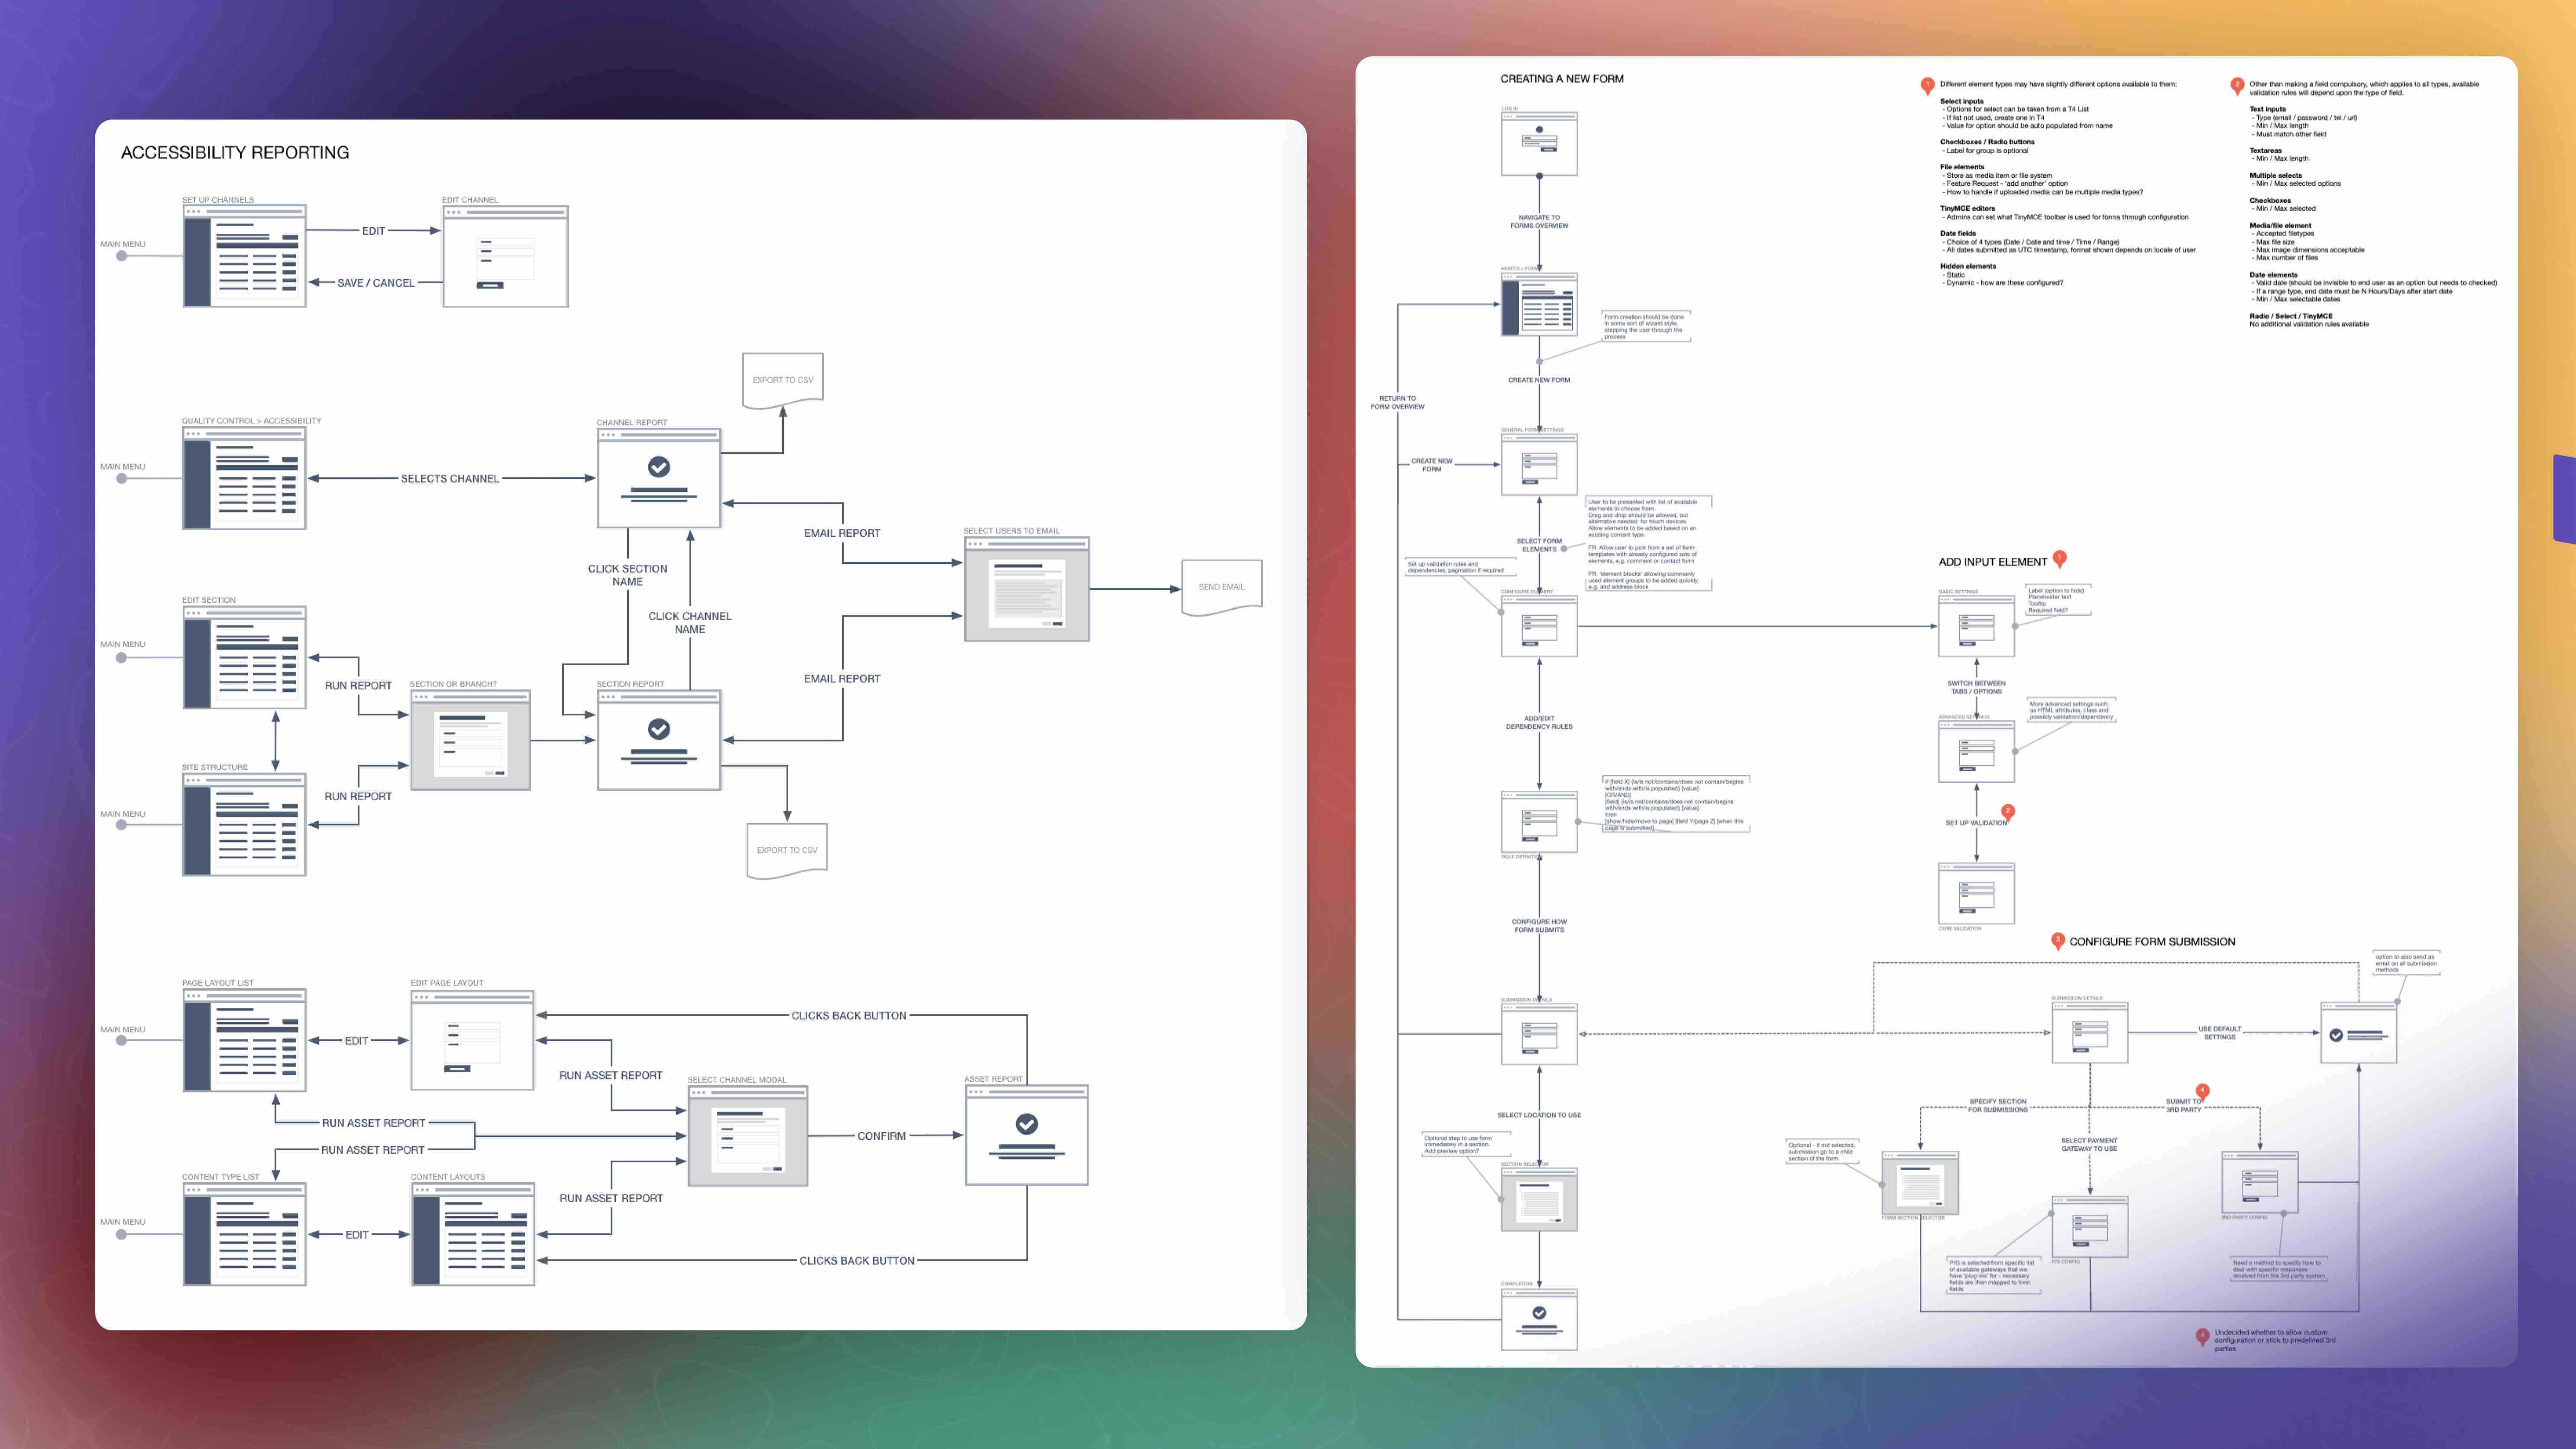 ACCESSIBILITY REPORTING
SET UP CHANNELS
EDIT CHANNEL
MAIN MENU
EDIT
SAVE / CANCEL
EXPORT TO CSV
QUALITY CONTROL > ACCESSIBILITY
CHANNEL REPORT
MAIN MENU
SELECTS CHANNEL
EMAIL REPORT
SELECT USERS TO EMAIL
CLICK SECTION
NAME
SEND EMAIL
EDIT SECTION
CLICK CHANNEL
NAME
MAIN MENU
RUN REPORT
SECTION OR BRANCH?
SECTION REPORT
EMAIL REPORT
SITE STRUCTURE
RUN REPORT
MAIN MENU
EXPORT TO CSV
PAGE LAYOUT LIST
EDIT PAGE LAYOUT
CLICKS BACK BUTTON
MAIN MENU
EDIT
RUN ASSET REPORT
SELECT CHANNEL MODAL
ASSET REPORT
RUN ASSET REPORT
CONFIRM
RUN ASSET REPORT
CONTENT TYPE LIST
CONTENT LAYOUTS
RUN ASSET REPORT
MAIN MENU
EDIT
CLICKS BACK BUTTON
CREATING A NEW FORM
LOG IN
NAVIGATE TO
FORMS OVERVIEW
Form creation should be done
in some sort of wizard style,
stepping the user through the
process
CREATE NEW FORM
RETURN TO
FORM OVERVIEW
CREATE NEW
FORM
User to be presented with list of available
elements to choose from.
Drag and drop should be allowed, but
alternative needed for touch devices.
Allow elements to be added based on an
existing content type.
FR: Allow user to pick from a set of form
templates with already configured sets of
elements, e.g. comment or contact form
FR: 'element blocks' allowing commonly
used element groups to be added quickly,
e.g. and address block
SELECT FORM
ELEMENTS
Set up validation rules and
dependencies, pagination if required
ADD/EDIT
DEPENDENCY RULES
If [field X] {is/is not/contains/does not contain/begins
with/ends with/is populated} [value]
[OR/AND]
[field] {is/is not/contains/does not contain/begins
with/ends with/is populated} [value]
then
[show/hide/move to page] [field Y/page Z] [when this
page is submitted]
CONFIGURE HOW
FORM SUBMITS
SELECT LOCATION TO USE
Optional step to use form
immediately in a section.
Add preview option?
COMPLETION
1
Different element types may have slightly different options available to them:
Select inputs
- Options for select can be taken from a T4 List
- If list not used, create one in T4
- Value for option should be auto populated from name
Checkboxes / Radio buttons
- Label for group is optional
File elements
- Store as media item or file system
- Feature Request - 'add another' option
- How to handle if uploaded media can be multiple media types?
TinyMCE editors
- Admins can set what TinyMCE toolbar is used for forms through configuration
Date fields
- Choice of 4 types (Date / Date and time / Time / Range)
- All dates submitted as UTC timestamp, format shown depends on locale of user
Hidden elements
- Static
- Dynamic - how are these configured?
2
Other than making a field compulsory, which applies to all types, available
validation rules will depend upon the type of field.
Text inputs
- Type (email / password / tel / url)
- Min / Max length
- Must match other field
Textareas
- Min / Max length
Multiple selects
- Min / Max selected options
Checkboxes
- Min / Max selected
Media/file element
- Accepted filetypes
- Max file size
- Max image dimensions acceptable
- Max number of files
Date elements
- Valid date (should be invisible to end user as an option but needs to checked)
- If a range type, end date must be N Hours/Days after start date
- Min / Max selectable dates
Radio / Select / TinyMCE
No additional validation rules available
ADD INPUT ELEMENT
1
BASIC SETTINGS
Label (option to hide)
Placeholder text
Tooltip
Required field?
SWITCH BETWEEN
TABS / OPTIONS
More advanced settings such
as HTML attributes, class and
possibly validation/dependency
2
SET UP VALIDATION
CORE VALIDATION
3
CONFIGURE FORM SUBMISSION
option to also send as
email on all submission
methods
SUBMISSION DETAILS
USE DEFAULT
SETTINGS
SPECIFY SECTION
FOR SUBMISSIONS
4
SUBMIT TO
3RD PARTY
SELECT PAYMENT
GATEWAY TO USE
Optional - if not selected,
submission go to a child
section of the form
FORM SECTION SELECTOR
3RD PARTY CONFIG
P/G CONFIG
P/G is selected from specific list
of available gateways that we
have 'plug-ins' for - necessary
fields are then mapped to form
fields
Need a method to specify how to
deal with specific responses
received from the 3rd party system
4
Undecided whether to allow custom
configuration or stick to predefined 3rd
parties